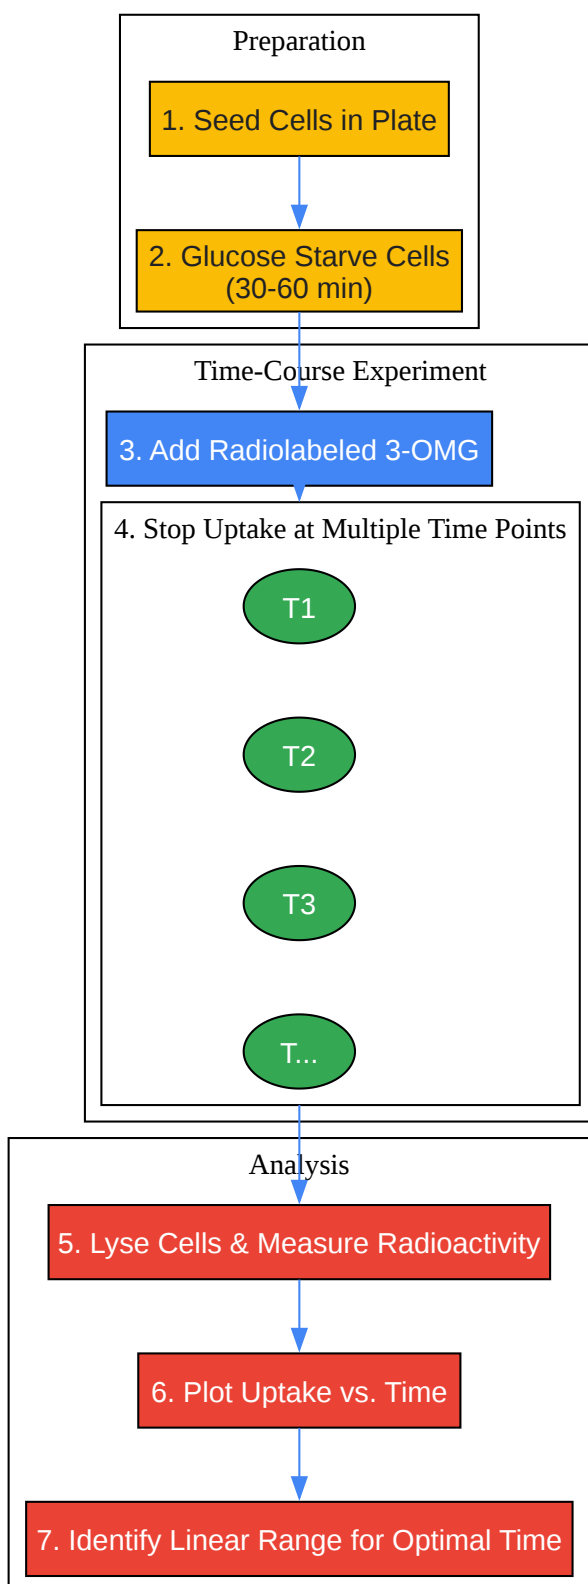 Preparation
1. Seed Cells in Plate
2. Glucose Starve Cells
(30-60 min)
Time-Course Experiment
3. Add Radiolabeled 3-OMG
4. Stop Uptake at Multiple Time Points
T1
T2
T3
T...
Analysis
5. Lyse Cells & Measure Radioactivity
6. Plot Uptake vs. Time
7. Identify Linear Range for Optimal Time